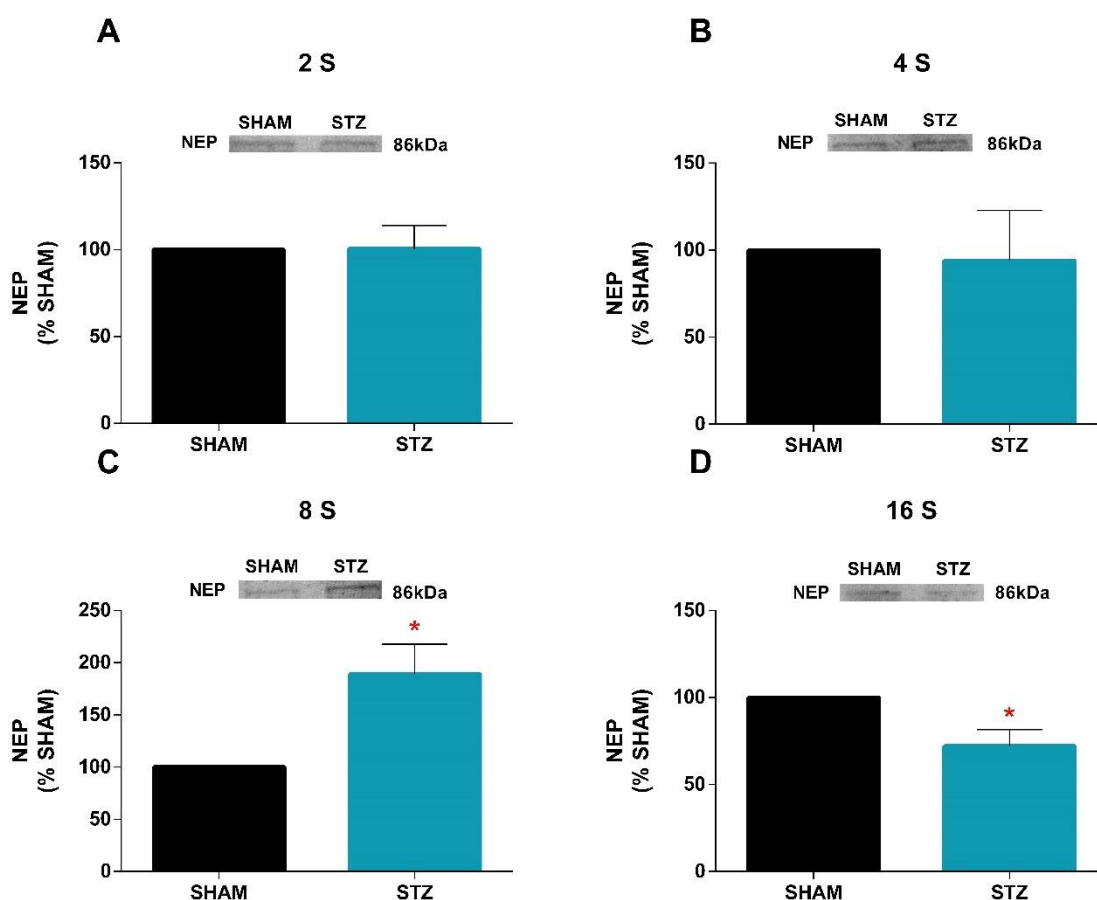 A
2 S
SHAM STZ
NEP 86kDa
150
100
50
0
NEP
(% SHAM)
SHAM STZ
B
4 S
SHAM STZ
NEP 86kDa
150
100
50
0
NEP
(% SHAM)
SHAM STZ
C
8 S
SHAM STZ
NEP 86kDa
250
200
150
100
50
0
NEP
(% SHAM)
*
SHAM STZ
D
16 S
SHAM STZ
NEP 86kDa
150
100
50
0
NEP
(% SHAM)
*
SHAM STZ